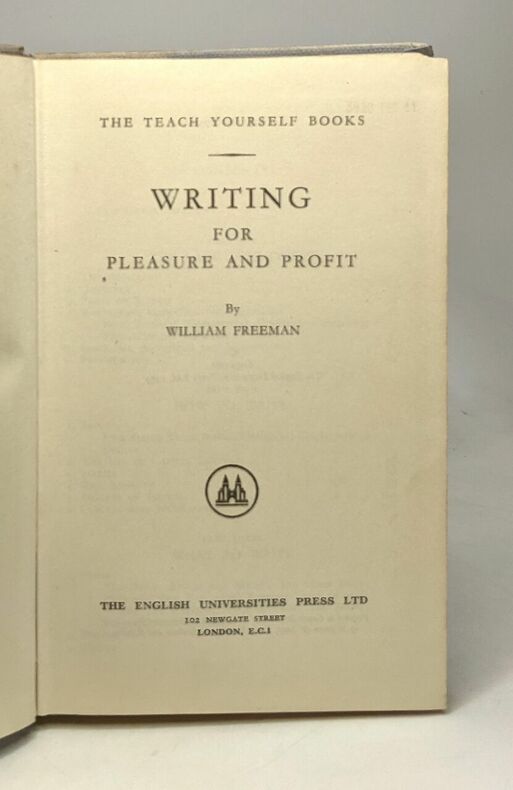 THE TEACH YOURSELF BOOKS
WRITING
FOR
PLEASURE AND PROFIT
By
WILLIAM FREEMAN
THE ENGLISH UNIVERSITIES PRESS LTD
102 NEWGATE STREET
LONDON, E.C.1